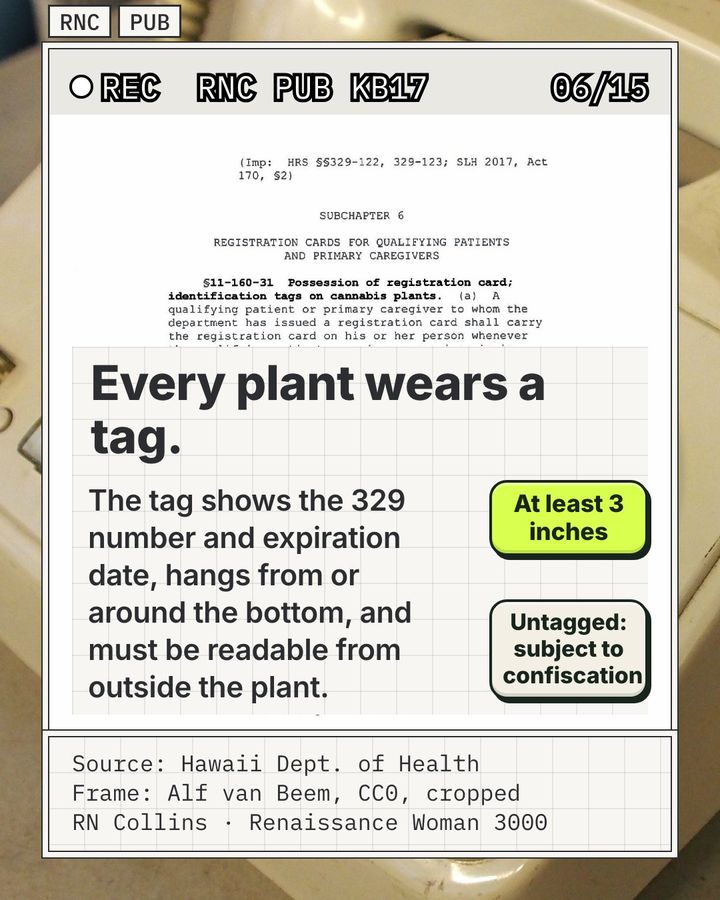 RNC PUB
REC RNC PUB KB17 06/15
(Imp: HRS §§329-122, 329-123; SLH 2017, Act
170, §2)
SUBCHAPTER 6
REGISTRATION CARDS FOR QUALIFYING PATIENTS
AND PRIMARY CAREGIVERS
§11-160-31 Possession of registration card;
identification tags on cannabis plants. (a) A
qualifying patient or primary caregiver to whom the
department has issued a registration card shall carry
the registration card on his or her person whenever
Every plant wears a
tag.
The tag shows the 329
number and expiration
date, hangs from or
around the bottom, and
must be readable from
outside the plant.
At least 3
inches
Untagged:
subject to
confiscation
Source: Hawaii Dept. of Health
Frame: Alf van Beem, CC0, cropped
RN Collins · Renaissance Woman 3000